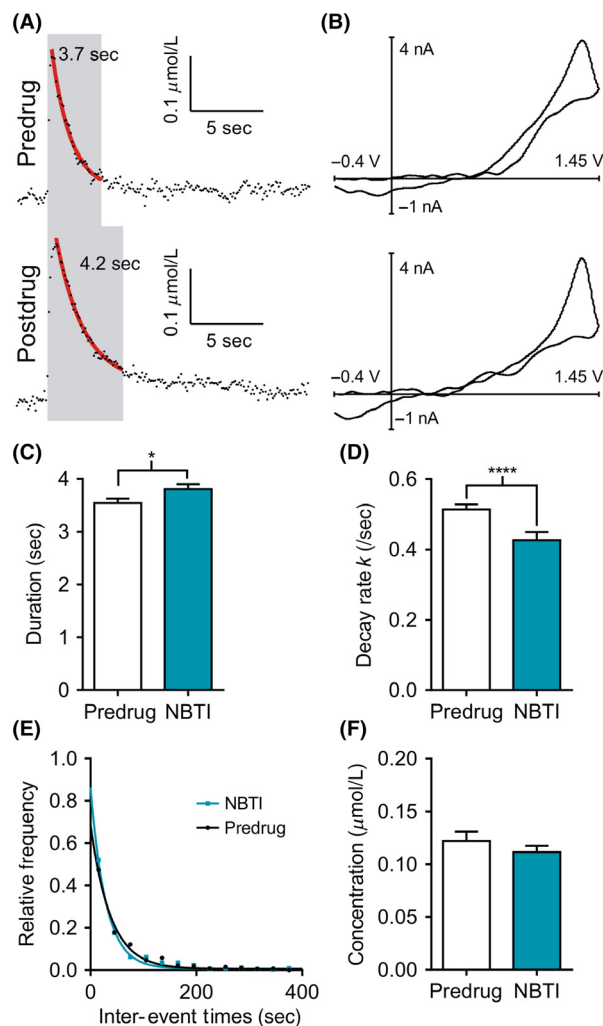 (A)
Predrug
3.7 sec
0.1 μmol/L
5 sec
Postdrug
4.2 sec
0.1 μmol/L
5 sec
(B)
4 nA
−0.4 V
1.45 V
−1 nA
4 nA
−0.4 V
1.45 V
−1 nA
(C)
Duration (sec)
4
3
2
1
0
*
Predrug NBTI
(D)
Decay rate k (/sec)
0.6
0.4
0.2
0.0
****
Predrug NBTI
(E)
Relative frequency
1.0
0.8
0.6
0.4
0.2
0.0
NBTI
Predrug
0 200 400
Inter-event times (sec)
(F)
Concentration (μmol/L)
0.20
0.15
0.10
0.05
0.00
Predrug NBTI